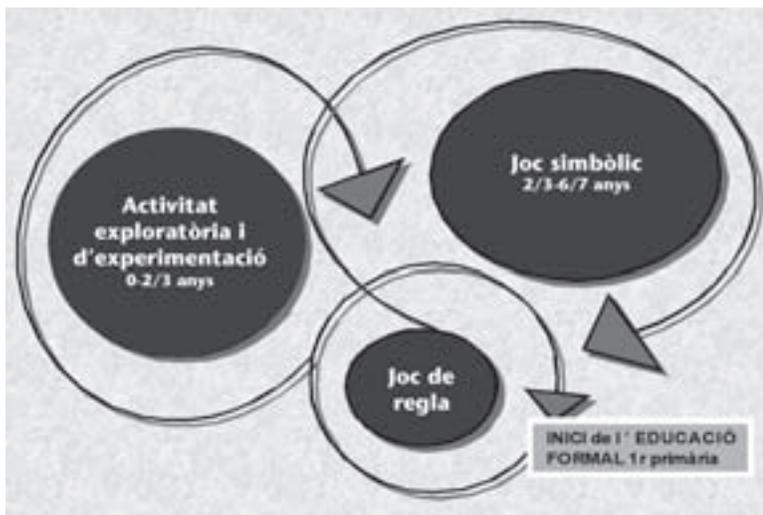 Activitat
exploratòria i
d'experimentació
0-2/3 anys
Joc simbòlic
2/3-6/7 anys
Joc de
regla
INICI de l ' EDUCACIÓ
FORMAL 1r primària